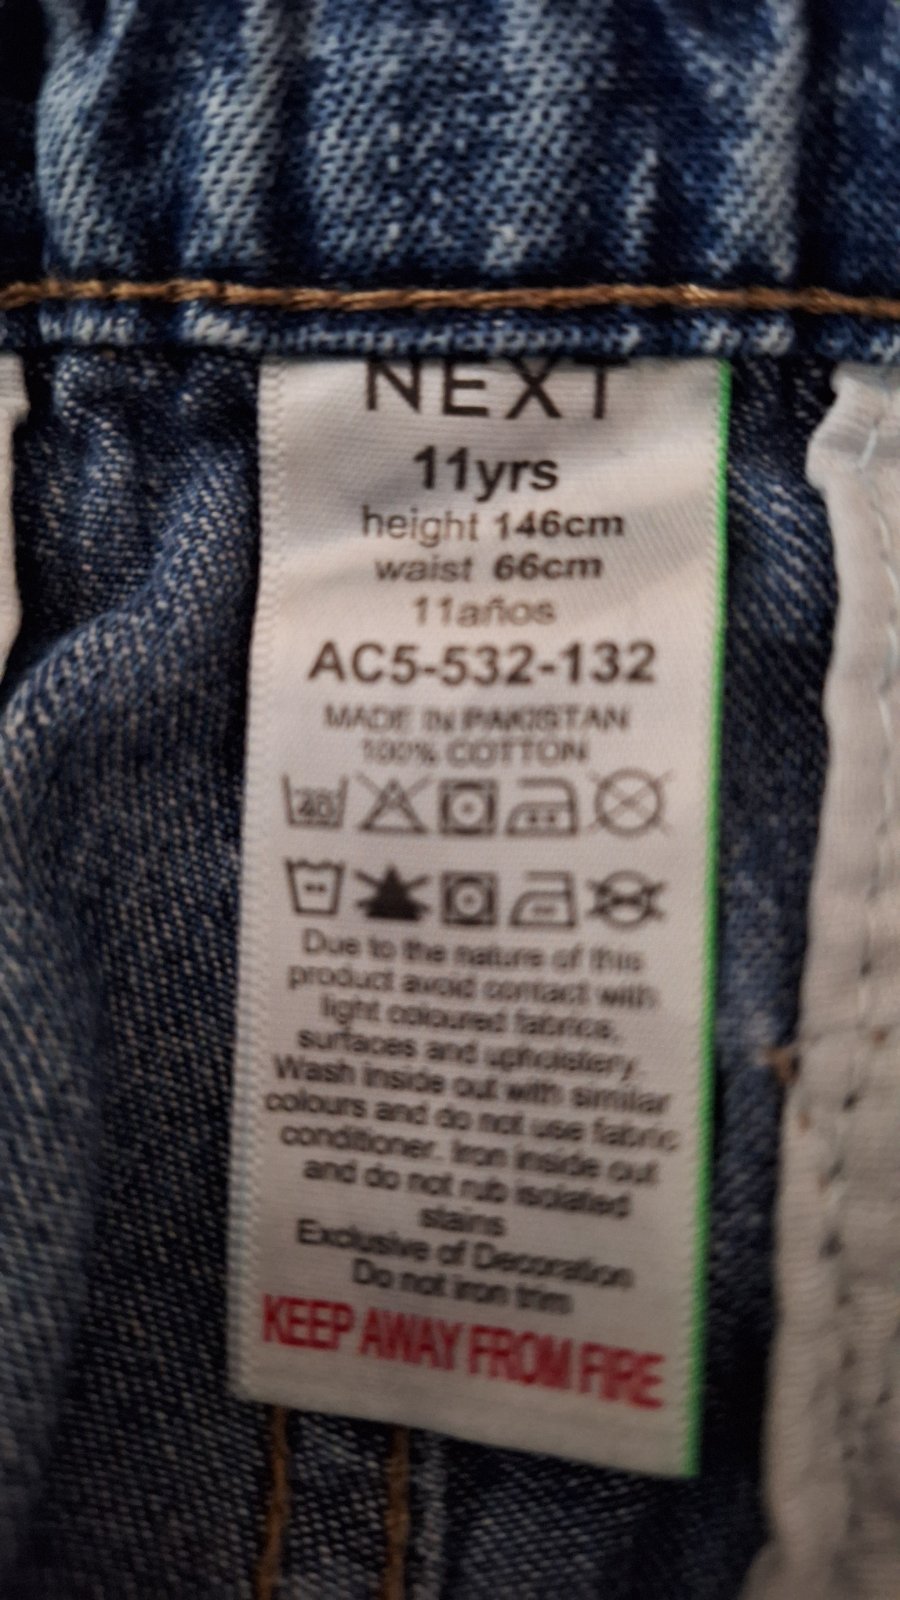 NEXT
11yrs
height 146cm
waist 66cm
11años
AC5-532-132
MADE IN PAKISTAN
100% COTTON
40
Due to the nature of this
product avoid contact with
light coloured fabrics,
surfaces and upholstery.
Wash inside out with similar
colours and do not use fabric
conditioner. Iron inside out
and do not rub isolated
stains
Exclusive of Decoration
Do not iron trim
KEEP AWAY FROM FIRE